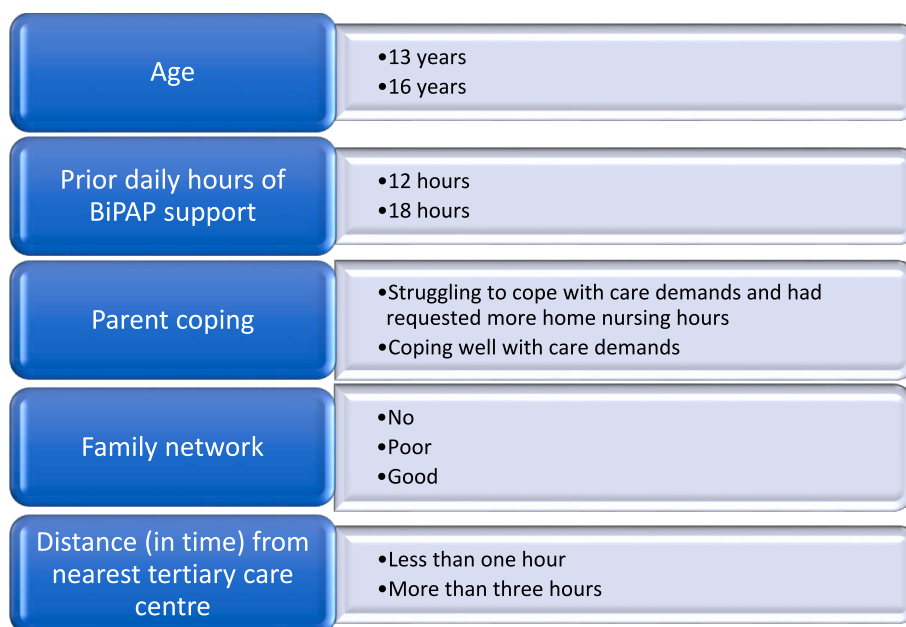 Age
•13 years
•16 years
Prior daily hours of
BiPAP support
•12 hours
•18 hours
Parent coping
•Struggling to cope with care demands and had
requested more home nursing hours
•Coping well with care demands
Family network
•No
•Poor
•Good
Distance (in time) from
nearest tertiary care
centre
•Less than one hour
•More than three hours